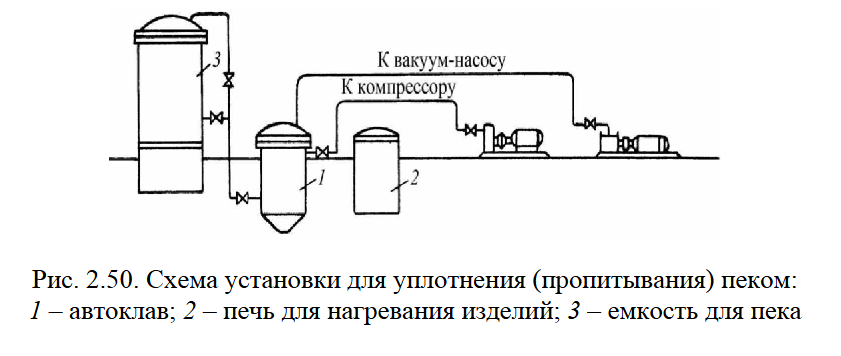 3
К вакуум-насосу
К компрессору
1
2
Рис. 2.50. Схема установки для уплотнения (пропитывания) пеком:
1 – автоклав; 2 – печь для нагревания изделий; 3 – емкость для пека